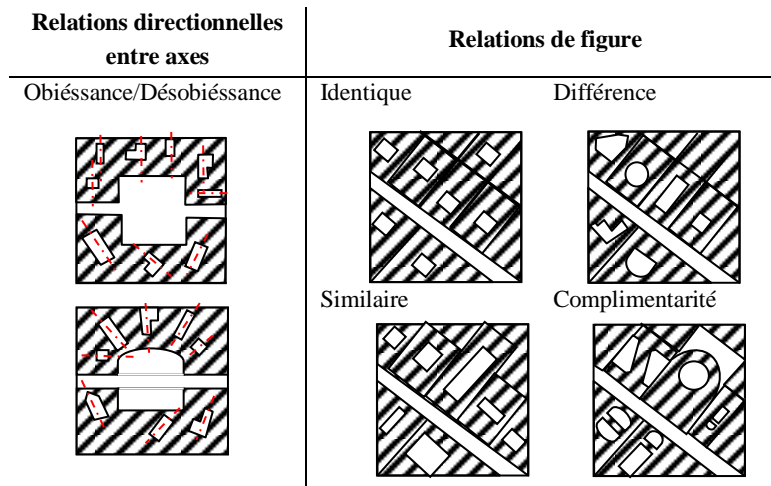 Relations directionnelles
entre axes
Relations de figure
Obiéssance/Désobiéssance
Identique
Différence
Similaire
Complimentarité